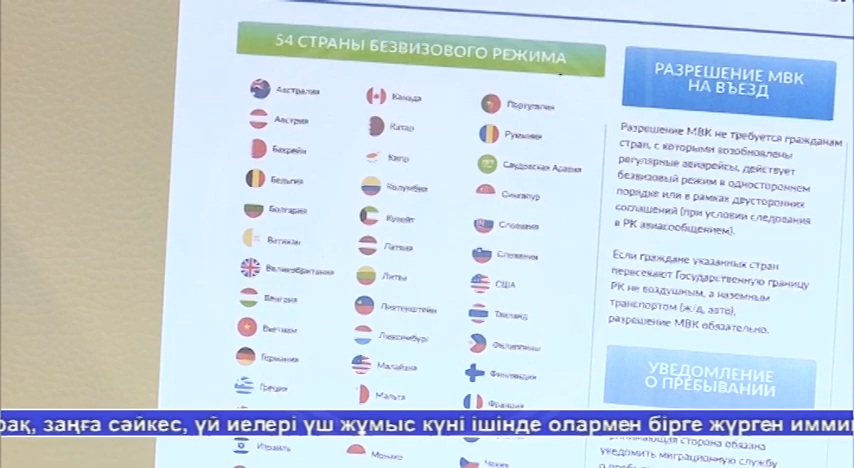 54 СТРАНЫ БЕЗВИЗОВОГО РЕЖИМА
Австралия
Австрия
Бахрейн
Бельгия
Болгария
Ватикан
Великобритания
Венгрия
Вьетнам
Германия
Греция
Израиль
Канада
Катар
Кипр
Колумбия
Кувейт
Латвия
Литва
Лихтенштейн
Люксембург
Малайзия
Мальта
Монако
Португалия
Румыния
Саудовская Аравия
Сингапур
Словакия
Словения
США
Таиланд
Филиппины
Финляндия
Франция
Чехия
РАЗРЕШЕНИЕ МВК
НА ВЪЕЗД
Разрешение МВК не требуется гражданам
стран, с которыми возобновлены
регулярные авиарейсы, действует
безвизовый режим в одностороннем
порядке или в рамках двусторонних
соглашений (при условии следования
в РК авиасообщением).
Если граждане указанных стран
пересекают Государственную границу
РК не воздушным, а наземным
транспортом (ж/д, авто),
разрешение МВК обязательно.
УВЕДОМЛЕНИЕ
О ПРЕБЫВАНИИ
сторона обязана
уведомить миграционную службу
заңға сәйкес, үй иелері үш жұмыс күні ішінде олармен бірге жүрген